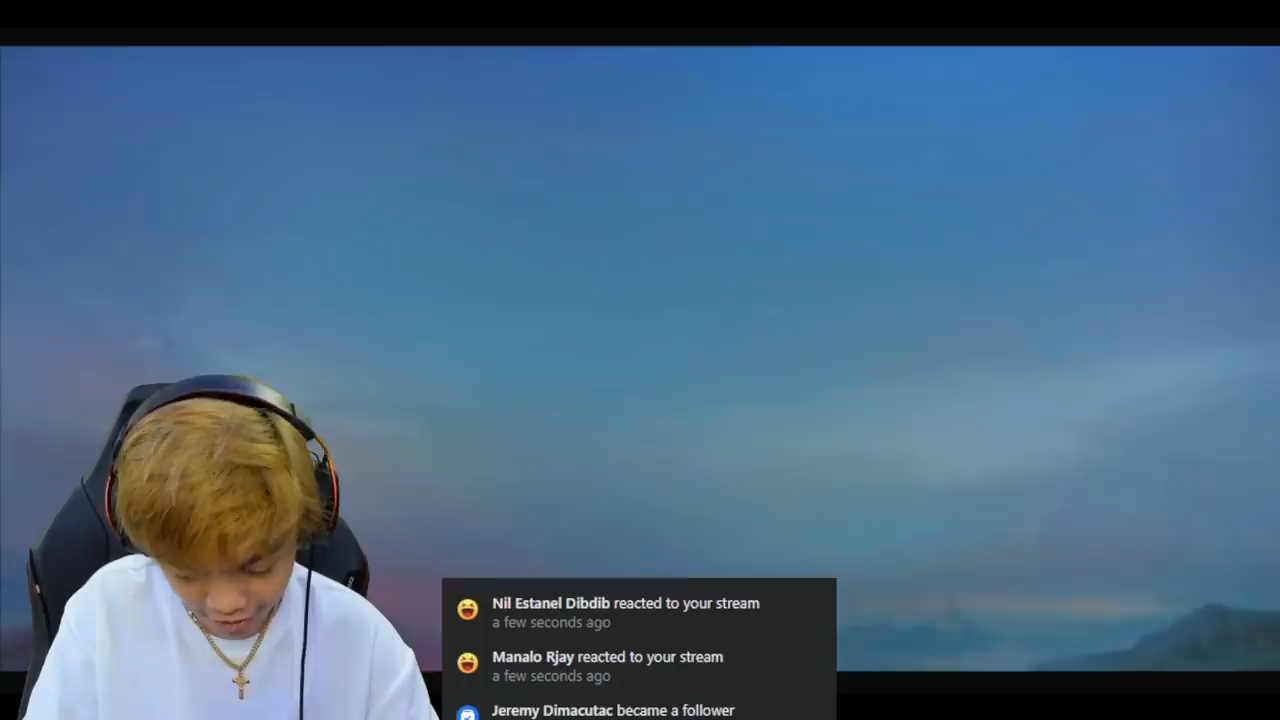 Nil Estanel Dibdib reacted to your stream
a few seconds ago
Manalo Rjay reacted to your stream
a few seconds ago
Jeremy Dimacutac became a follower